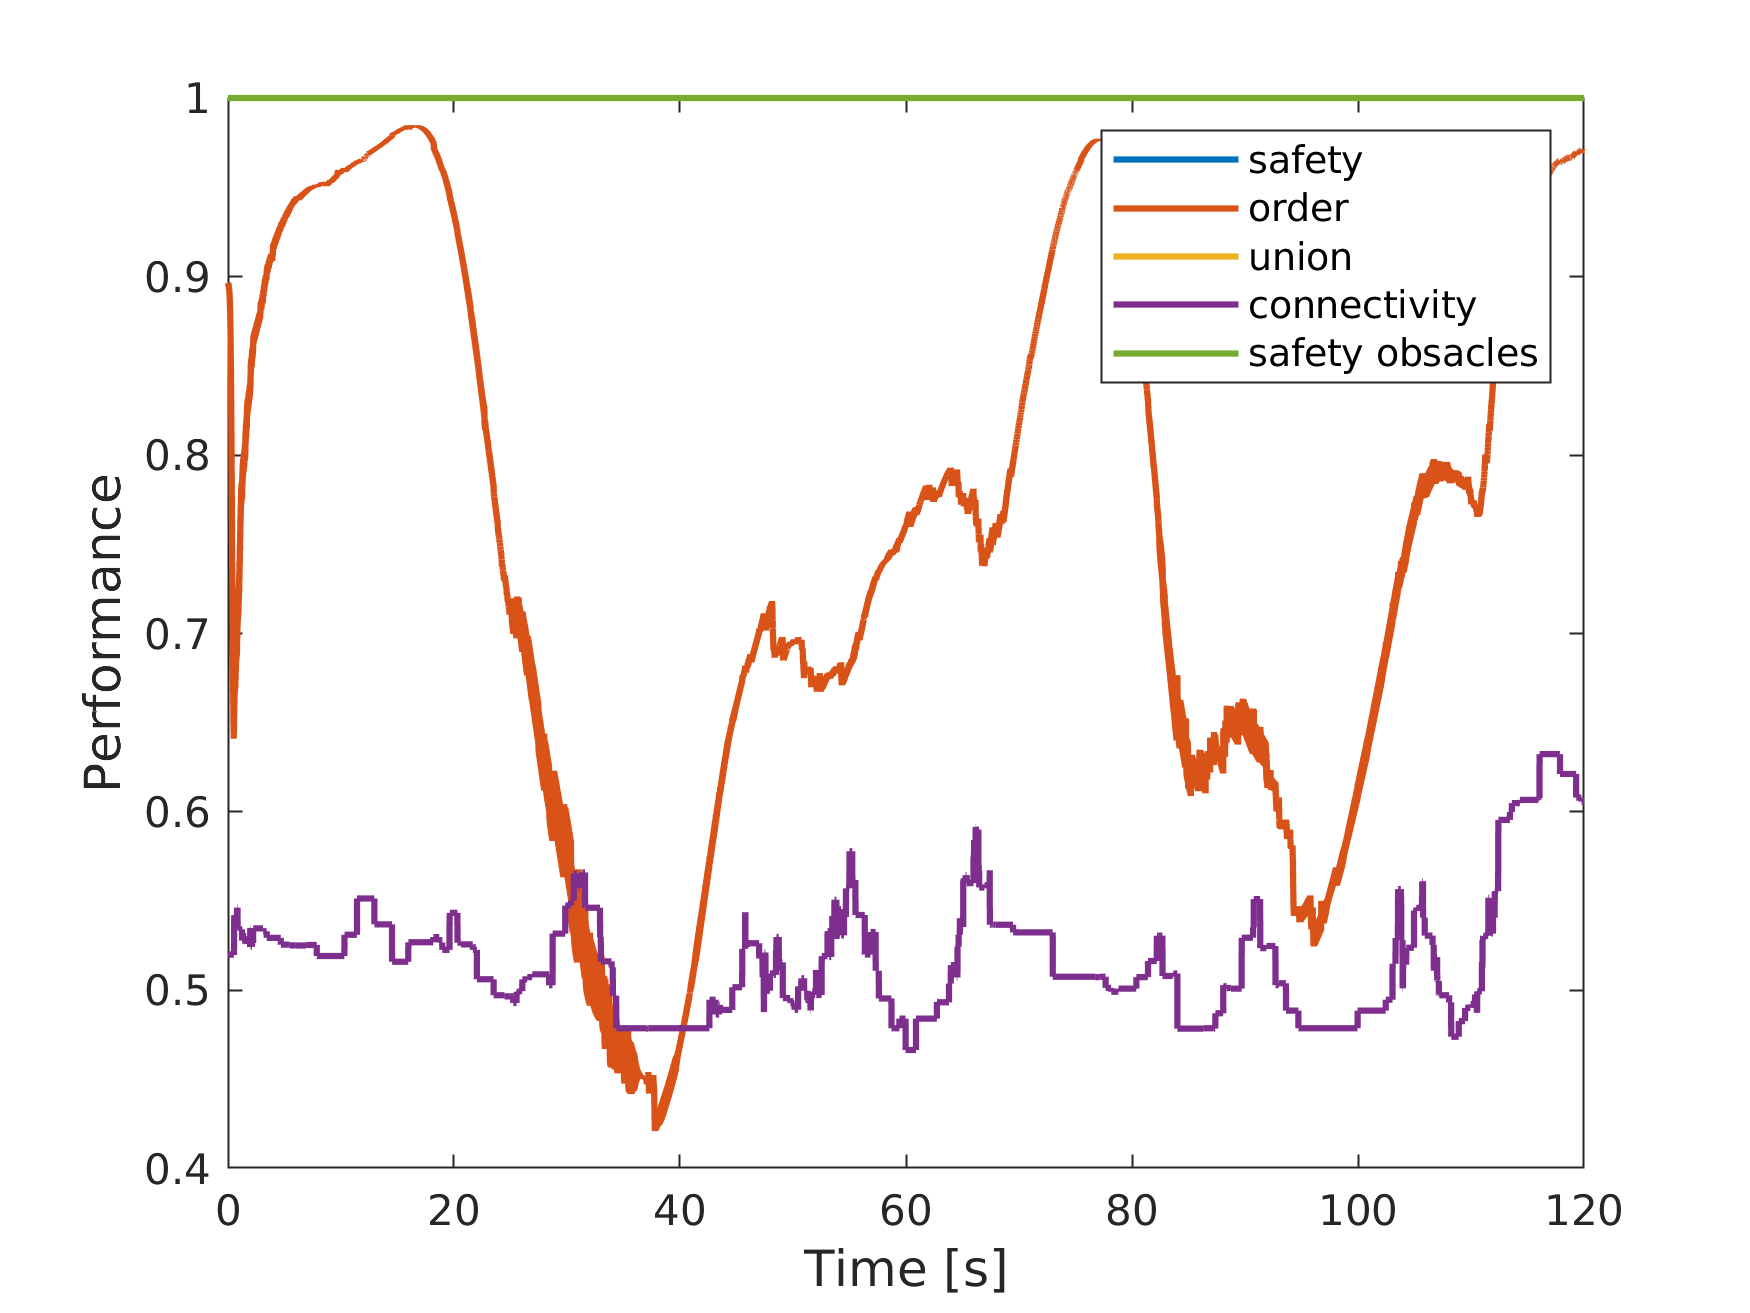 1
0.9
0.8
0.7
0.6
0.5
0.4
Performance
safety
order
union
connectivity
safety obsacles
0 20 40 60 80 100 120
Time [s]